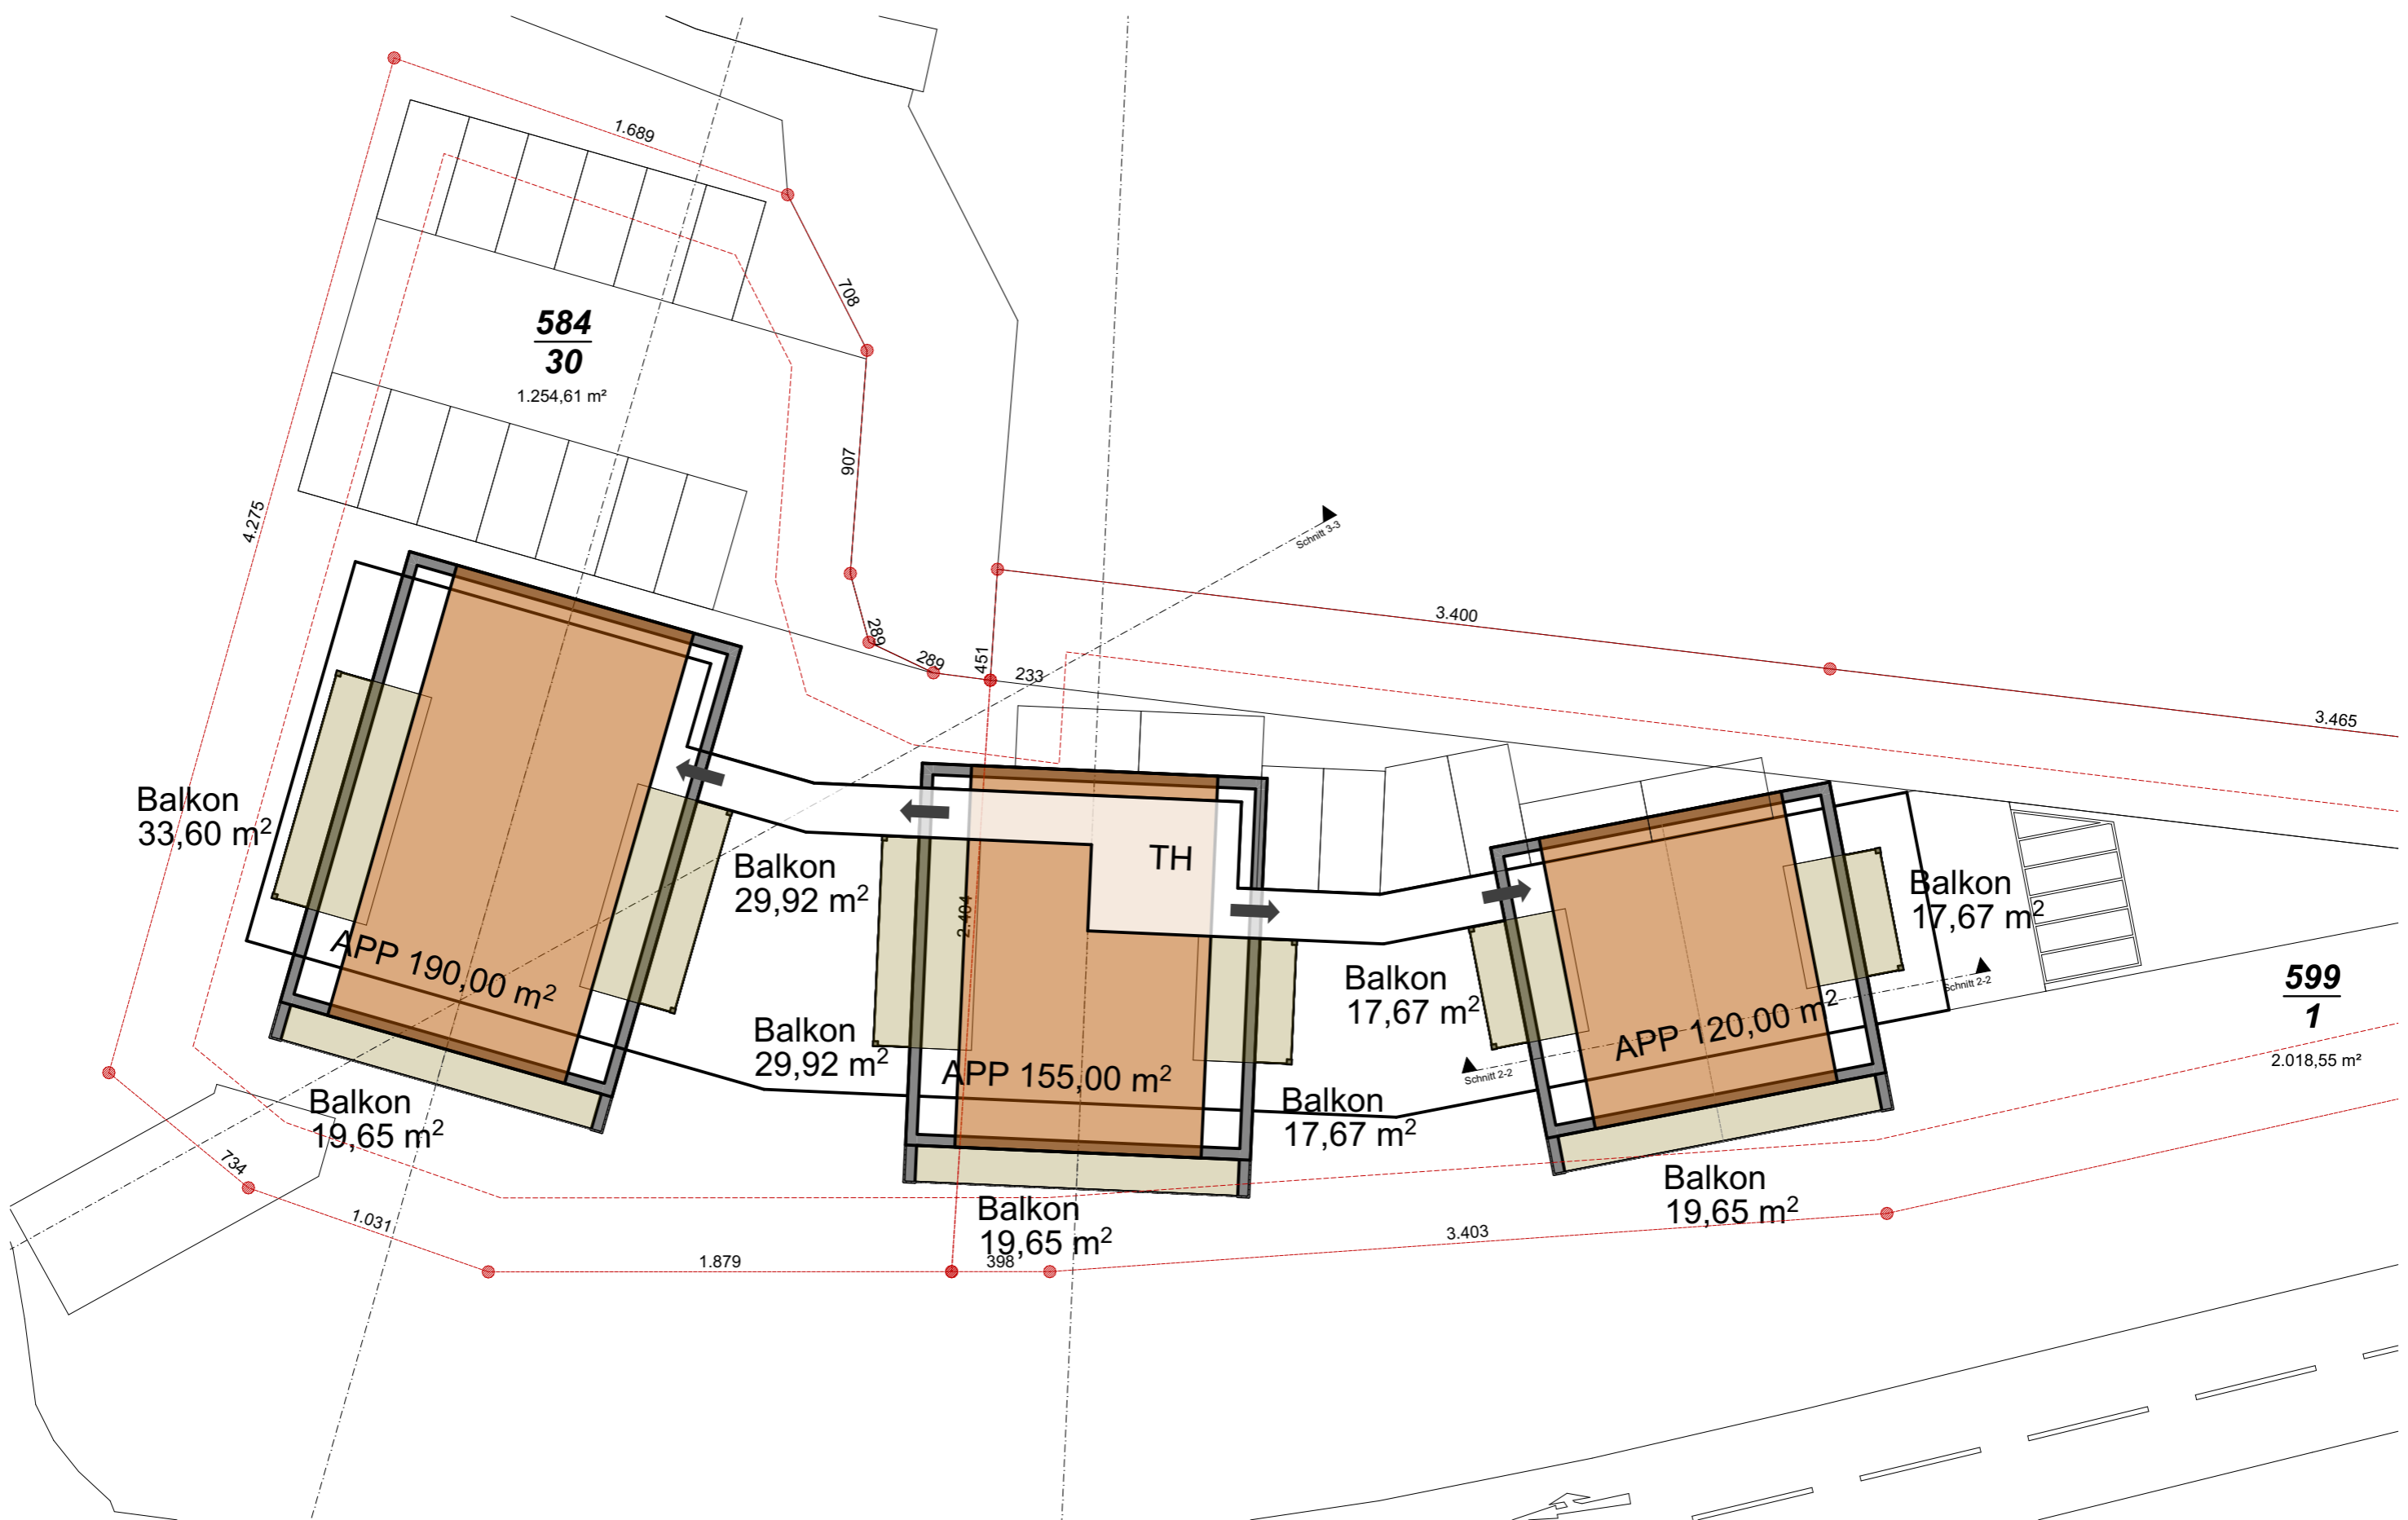 1.689
708
584
30
1.254,61 m²
907
4.275
Schnitt 3-3
289
289
451
233
3.400
3.465
Balkon
33,60 m²
Balkon
29,92 m²
TH
Balkon
17,67 m²
2.404
APP 190,00 m²
Balkon
17,67 m²
Schnitt 2-2
599
1
2.018,55 m²
APP 120,00 m²
Balkon
29,92 m²
APP 155,00 m²
Schnitt 2-2
Balkon
19,65 m²
Balkon
17,67 m²
734
Balkon
19,65 m²
1.031
Balkon
19,65 m²
1.879
398
3.403